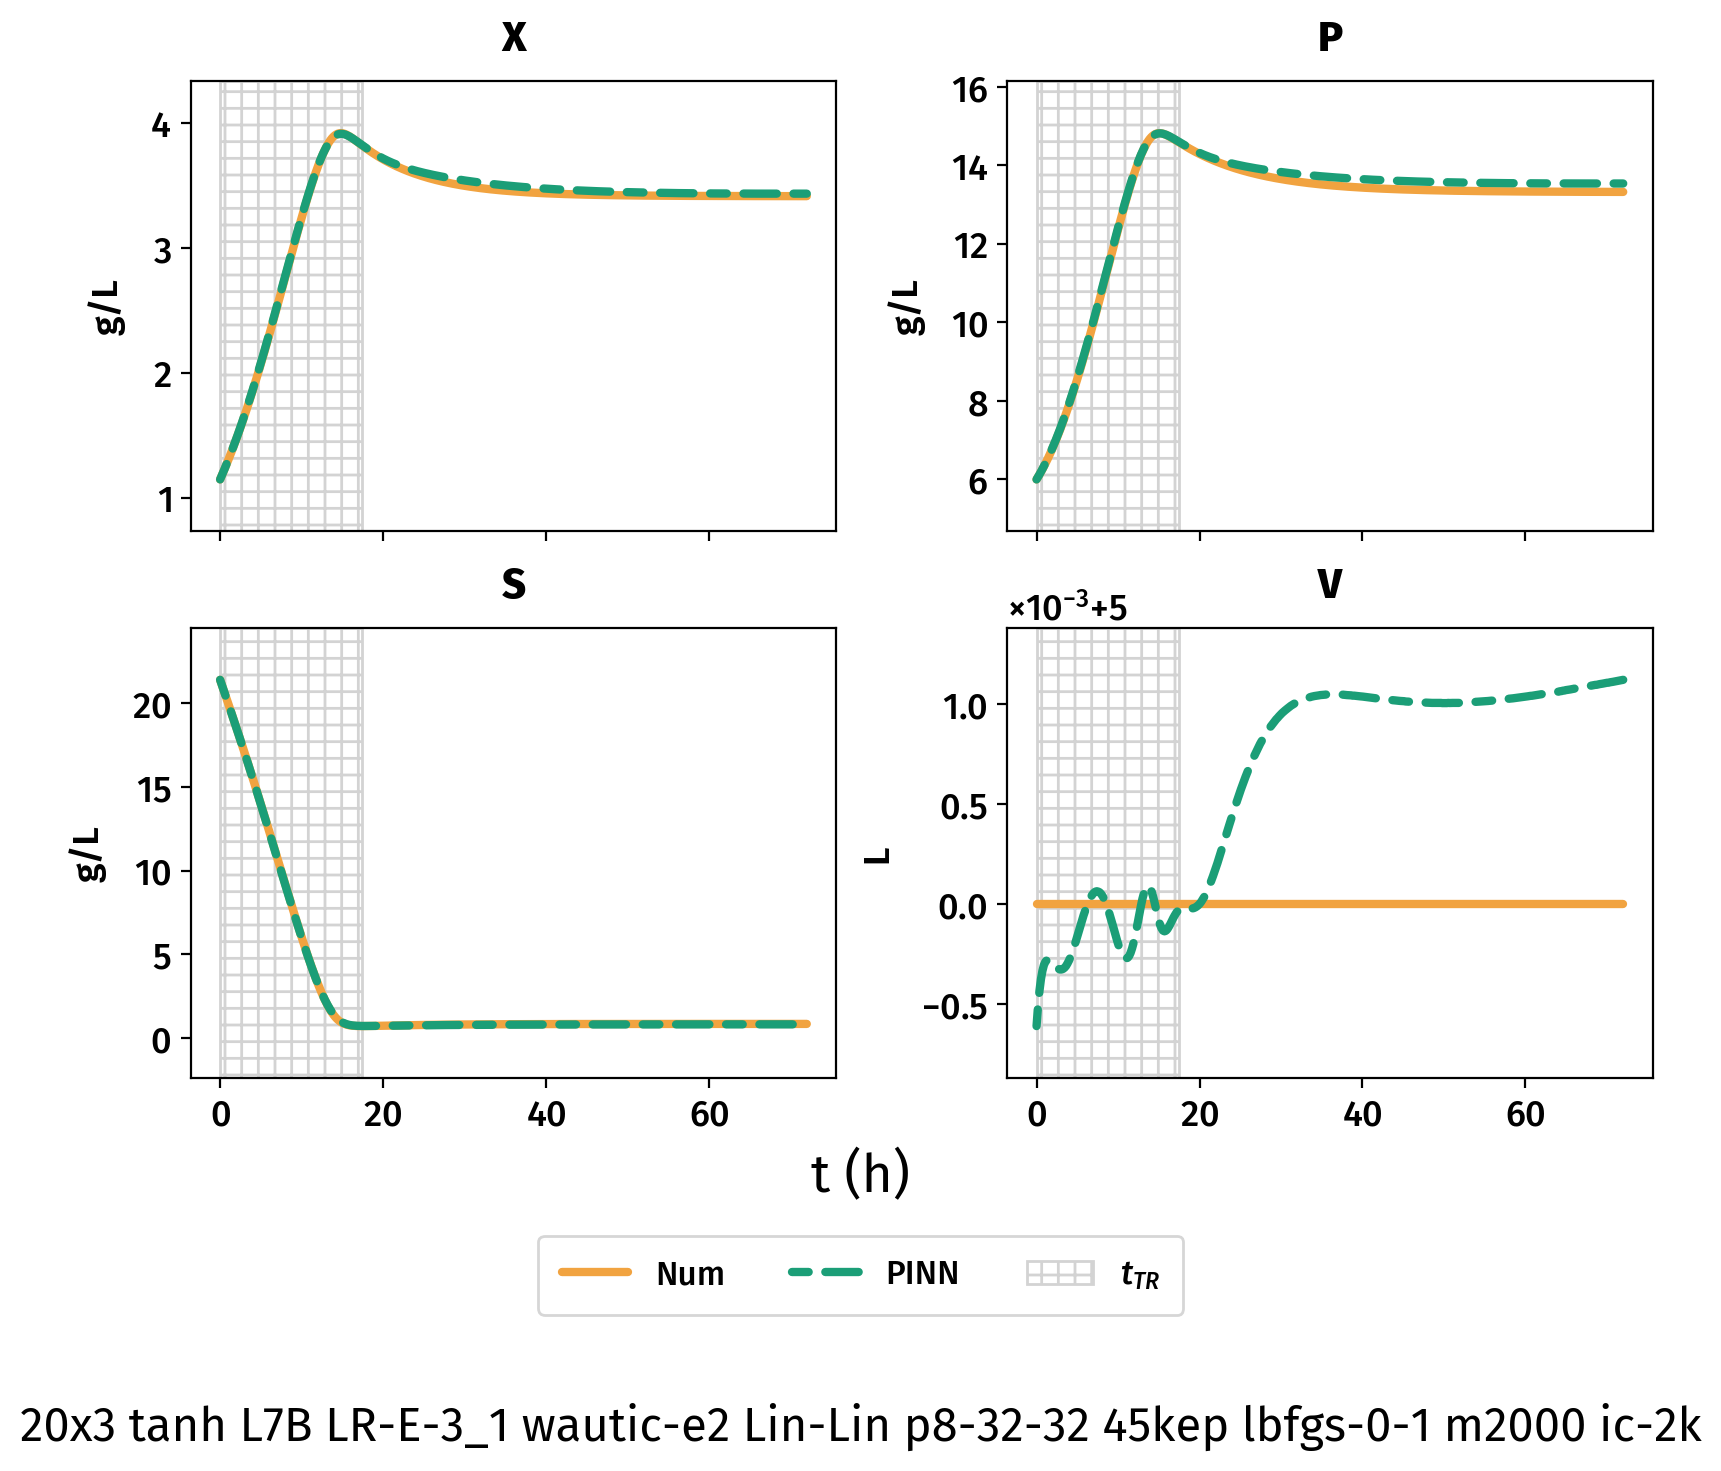 X
4
3
2
1
g/L
P
16
14
12
10
8
6
g/L
S
20
15
10
5
0
g/L
0
20
40
60
V
×10⁻³+5
1.0
0.5
0.0
−0.5
L
0
20
40
60
t (h)
Num
PINN
t_TR
20x3 tanh L7B LR-E-3_1 wautic-e2 Lin-Lin p8-32-32 45kep lbfgs-0-1 m2000 ic-2k